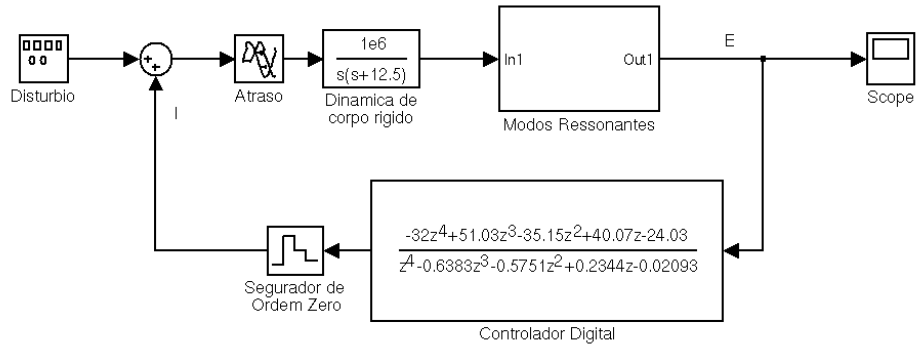 Disturbio
+
+
I
Atraso
1e6
s(s+12.5)
Dinamica de
corpo rigido
In1
Out1
Modos Ressonantes
E
Scope
Segurador de
Ordem Zero
-32z4+51.03z3-35.15z2+40.07z-24.03
z4-0.6383z3-0.5751z2+0.2344z-0.02093
Controlador Digital